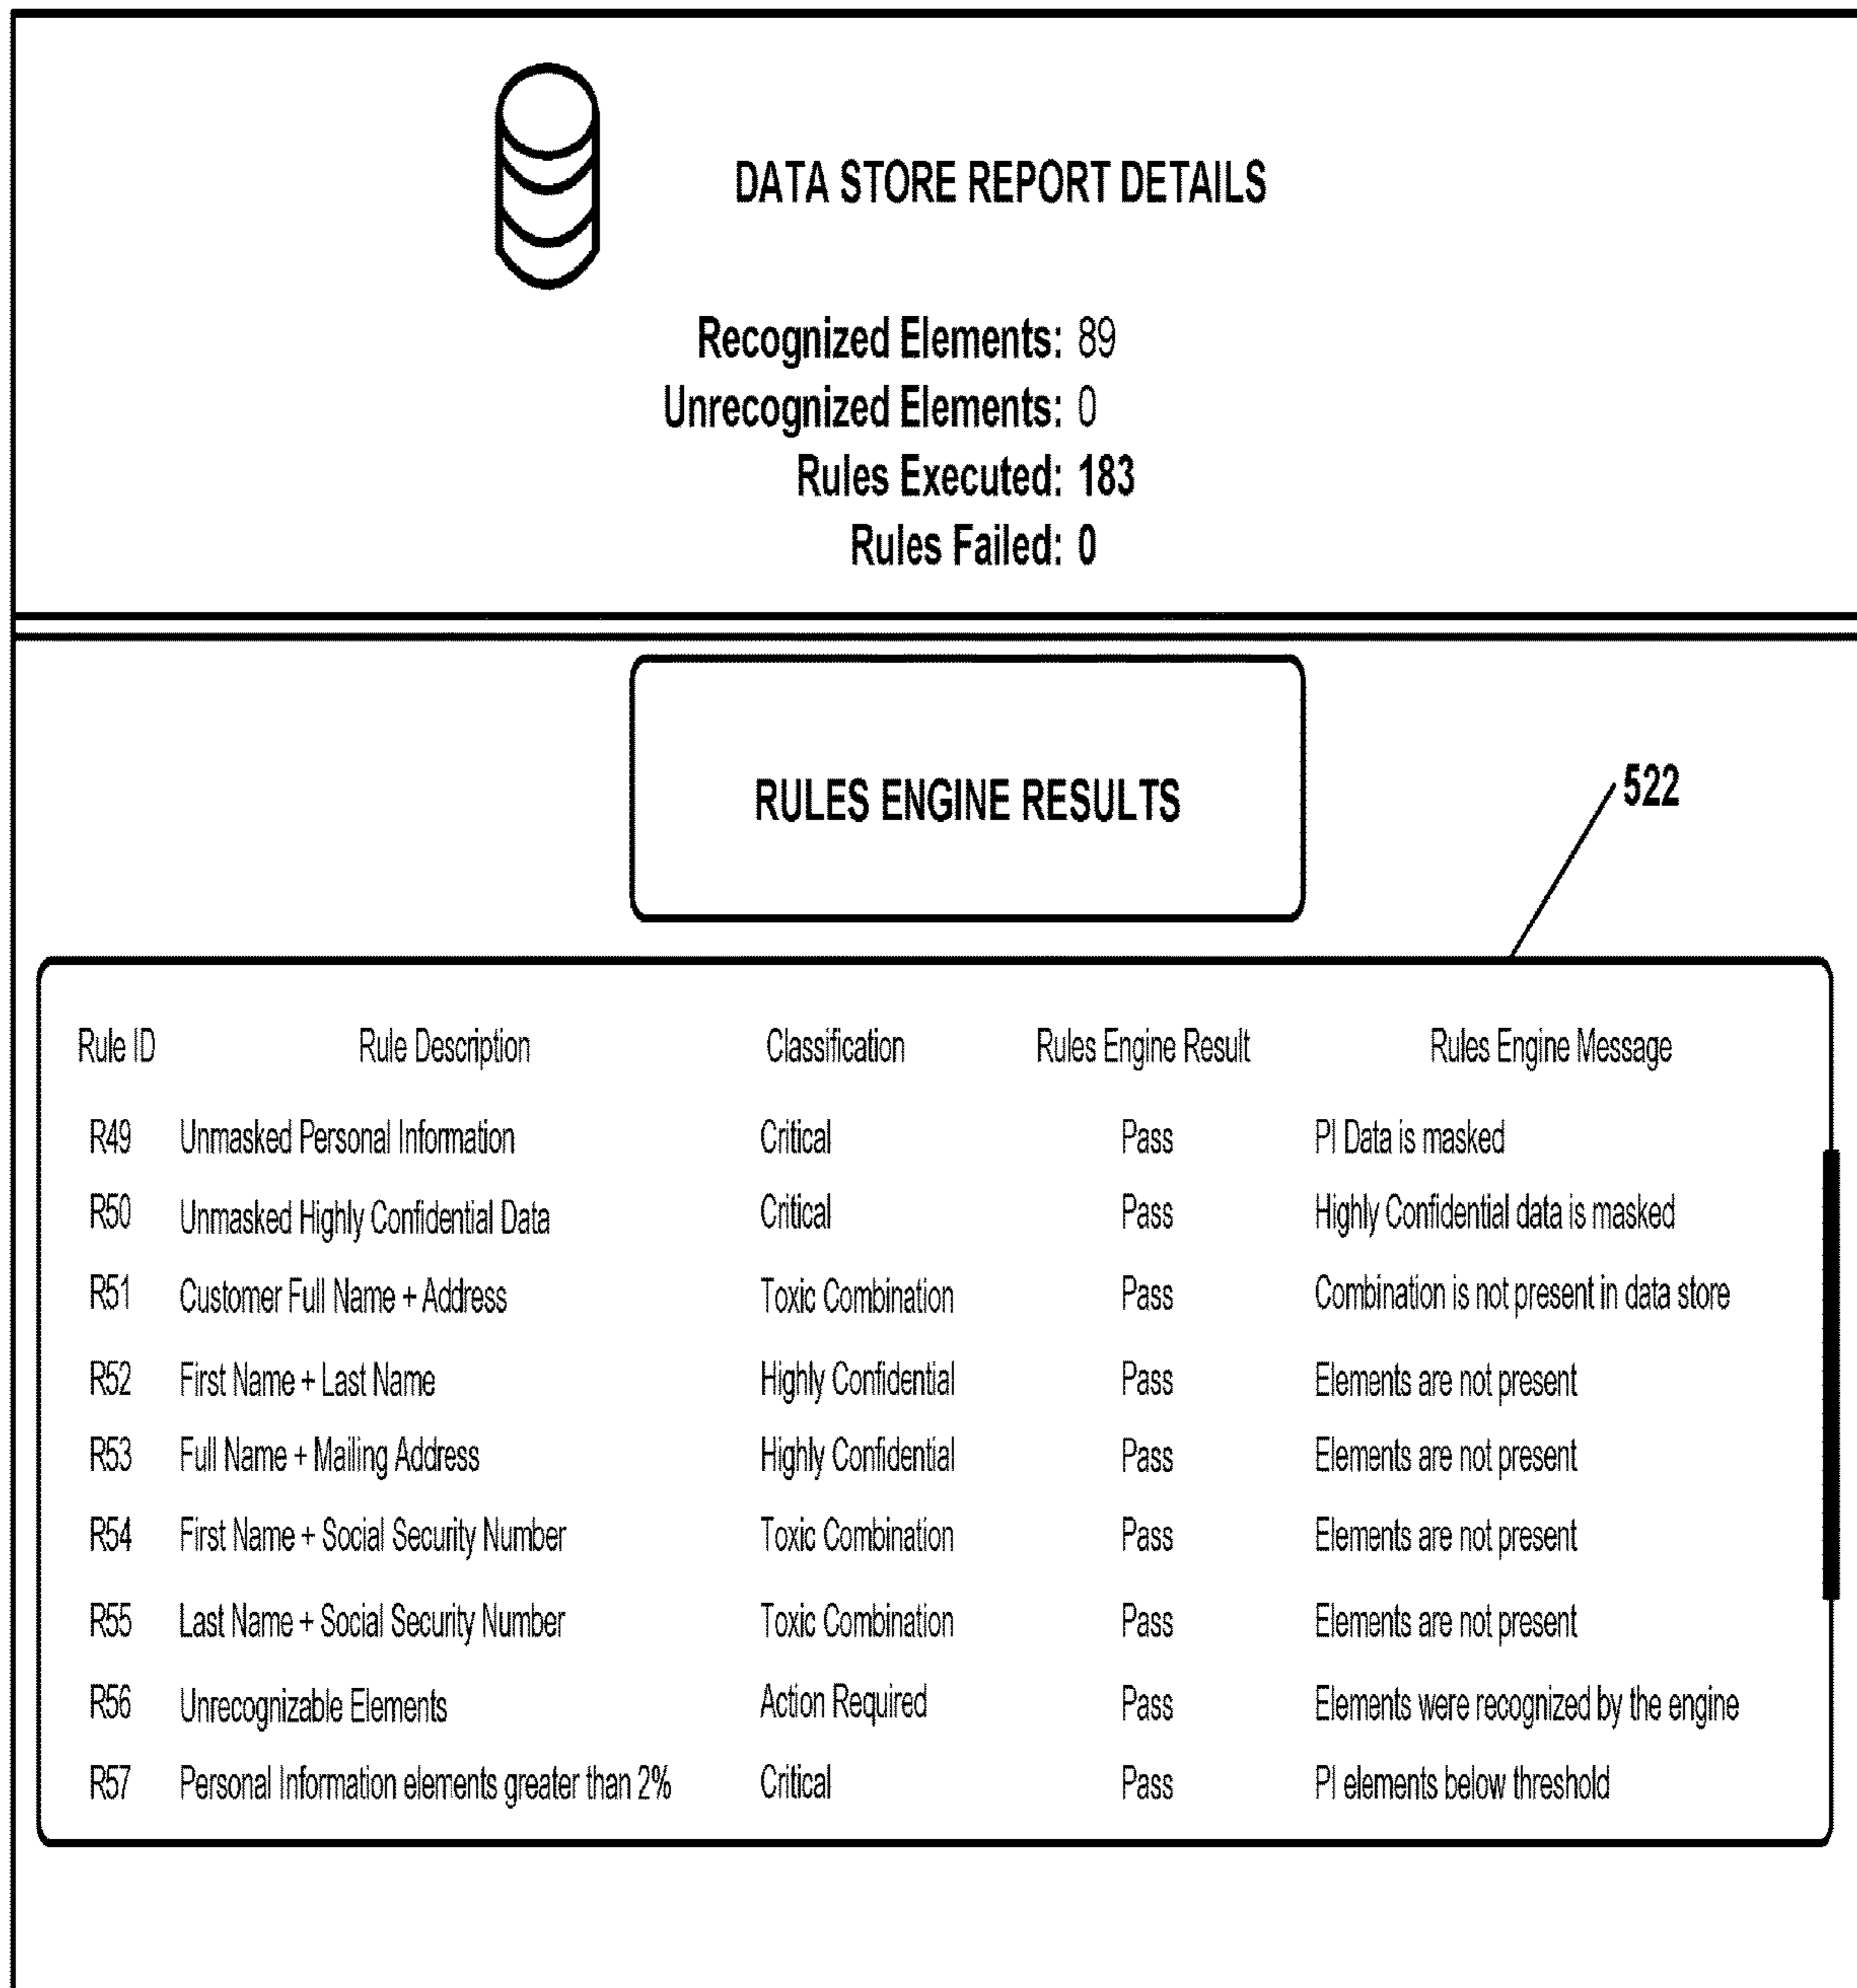 DATA STORE REPORT DETAILS
Recognized Elements: 89
Unrecognized Elements: 0
Rules Executed: 183
Rules Failed: 0
RULES ENGINE RESULTS
522
Rule ID Rule Description Classification Rules Engine Result Rules Engine Message
R49 Unmasked Personal Information Critical Pass PI Data is masked
R50 Unmasked Highly Confidential Data Critical Pass Highly Confidential data is masked
R51 Customer Full Name + Address Toxic Combination Pass Combination is not present in data store
R52 First Name + Last Name Highly Confidential Pass Elements are not present
R53 Full Name + Mailing Address Highly Confidential Pass Elements are not present
R54 First Name + Social Security Number Toxic Combination Pass Elements are not present
R55 Last Name + Social Security Number Toxic Combination Pass Elements are not present
R56 Unrecognizable Elements Action Required Pass Elements were recognized by the engine
R57 Personal Information elements greater than 2% Critical Pass PI elements below threshold